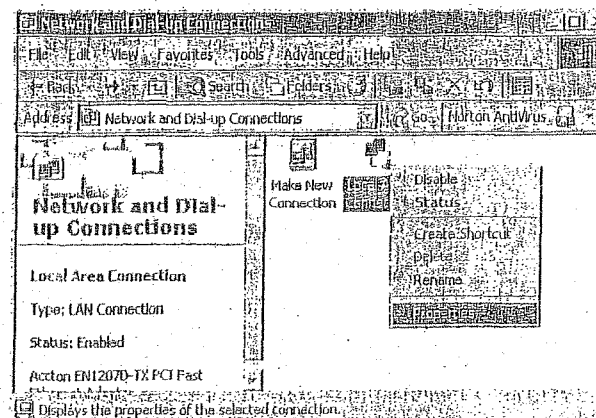 Network and Dial-up Connections
File Edit View Favorites Tools Advanced Help
Back Search Folders
Address Network and Dial-up Connections Go Norton AntiVirus
Make New
Connection
Disable
Status
Create Shortcut
Delete
Rename
Properties
Network and Dial-
up Connections
Local Area Connection
Type: LAN Connection
Status: Enabled
Accton EN1207D-TX PCI Fast
Displays the properties of the selected connection.